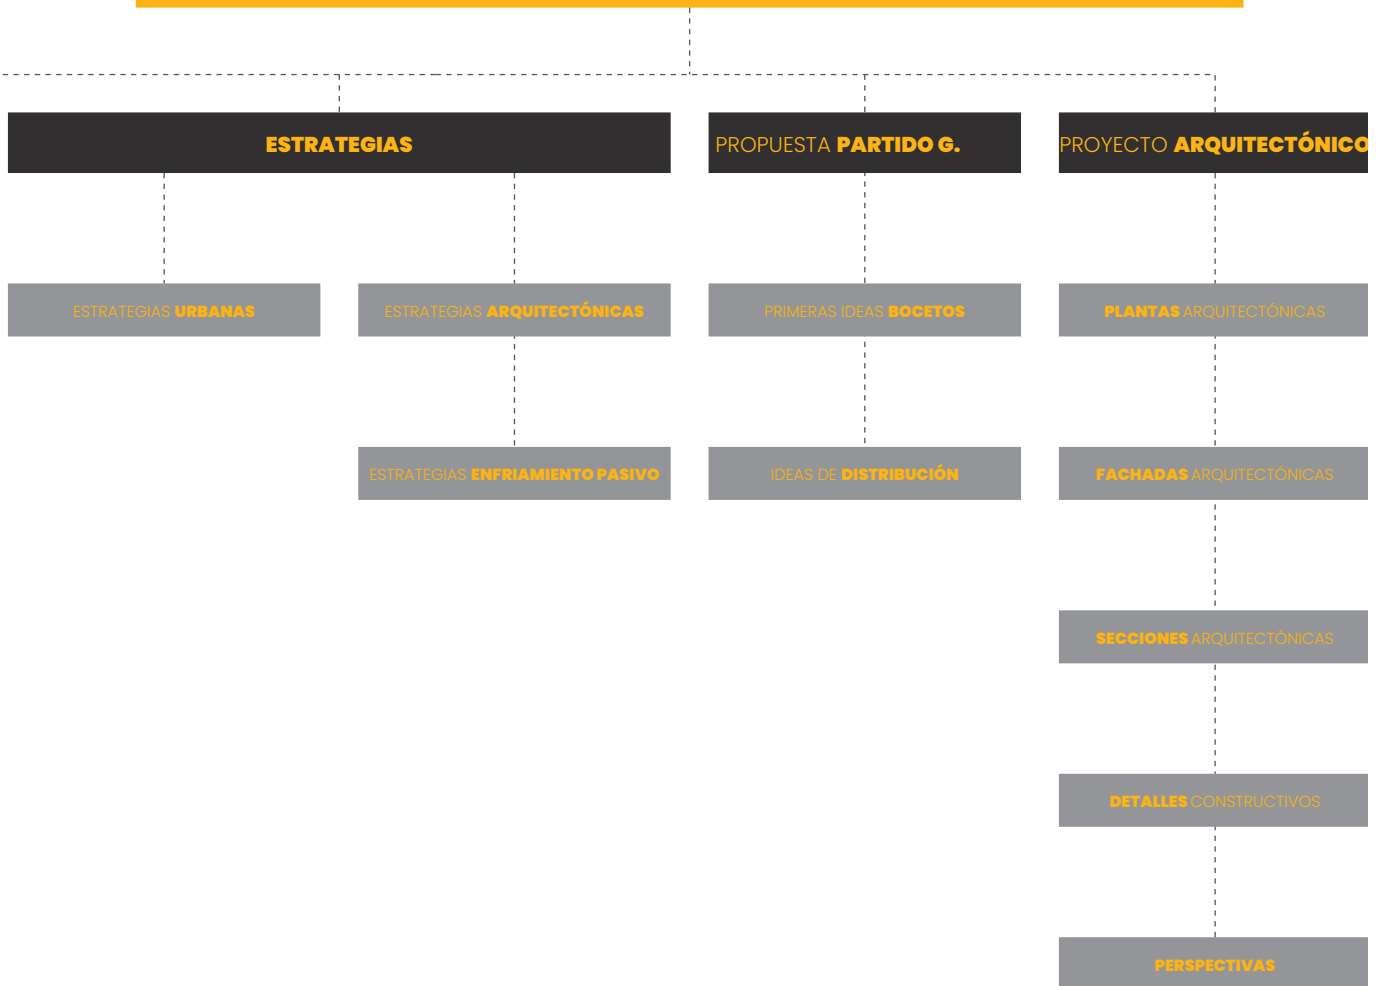 ESTRATEGIAS
PROPUESTA PARTIDO G.
PROYECTO ARQUITECTÓNICO
ESTRATEGIAS URBANAS
ESTRATEGIAS ARQUITECTÓNICAS
PRIMERAS IDEAS BOCETOS
PLANTAS ARQUITECTÓNICAS
ESTRATEGIAS ENFRIAMIENTO PASIVO
IDEAS DE DISTRIBUCIÓN
FACHADAS ARQUITECTÓNICAS
SECCIONES ARQUITECTÓNICAS
DETALLES CONSTRUCTIVOS
PERSPECTIVAS